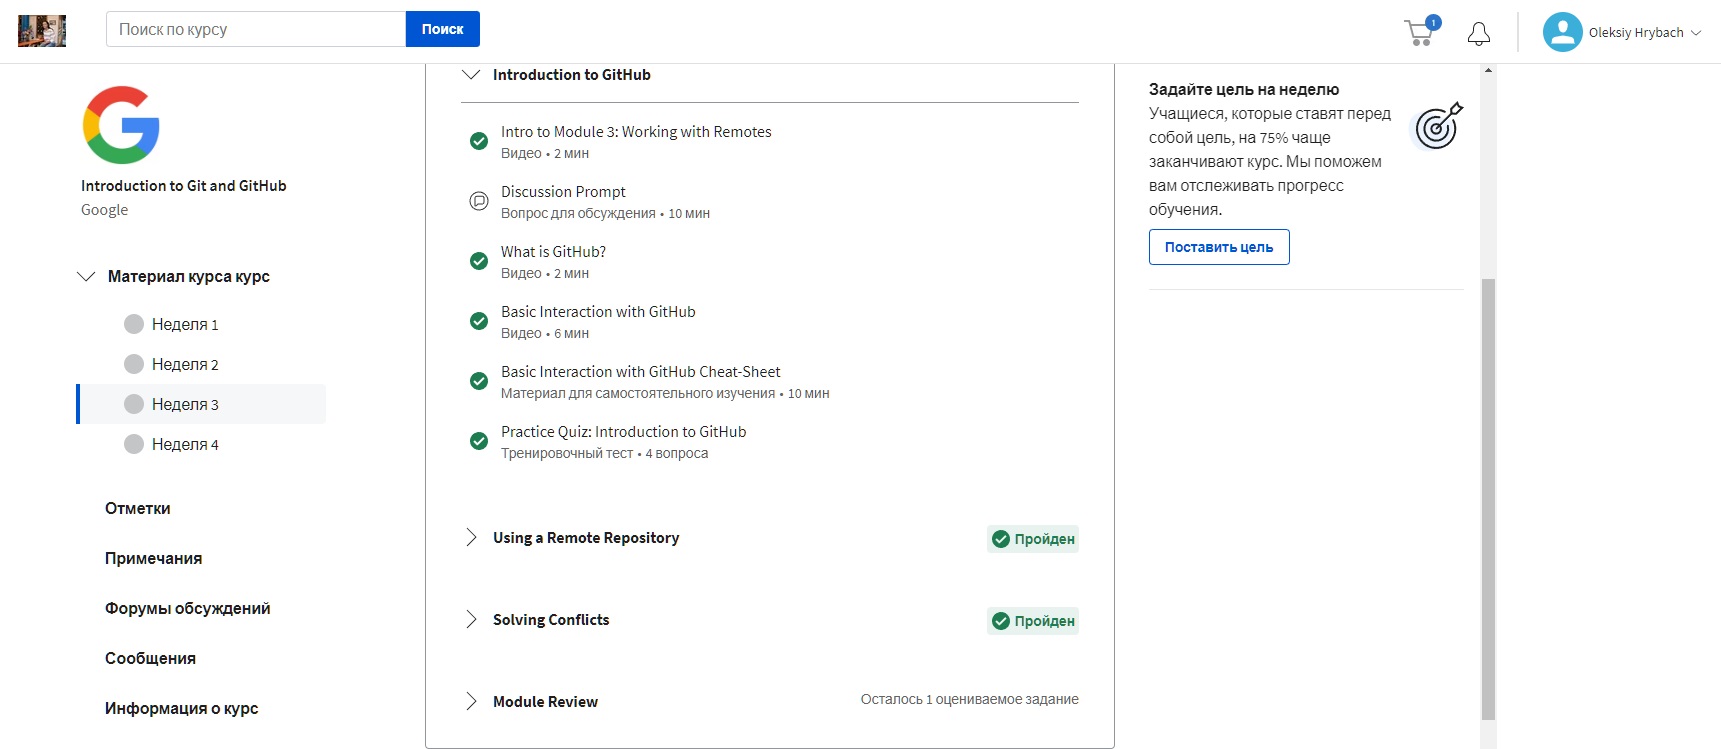 Поиск по курсу
Поиск
1
Oleksiy Hrybach
Introduction to Git and GitHub
Google
Материал курса курс
Неделя 1
Неделя 2
Неделя 3
Неделя 4
Отметки
Примечания
Форумы обсуждений
Сообщения
Информация о курс
Introduction to GitHub
Intro to Module 3: Working with Remotes
Видео • 2 мин
Discussion Prompt
Вопрос для обсуждения • 10 мин
What is GitHub?
Видео • 2 мин
Basic Interaction with GitHub
Видео • 6 мин
Basic Interaction with GitHub Cheat-Sheet
Материал для самостоятельного изучения • 10 мин
Practice Quiz: Introduction to GitHub
Тренировочный тест • 4 вопроса
Using a Remote Repository
Пройден
Solving Conflicts
Пройден
Module Review
Осталось 1 оцениваемое задание
Задайте цель на неделю
Учащиеся, которые ставят перед
собой цель, на 75% чаще
заканчивают курс. Мы поможем
вам отслеживать прогресс
обучения.
Поставить цель